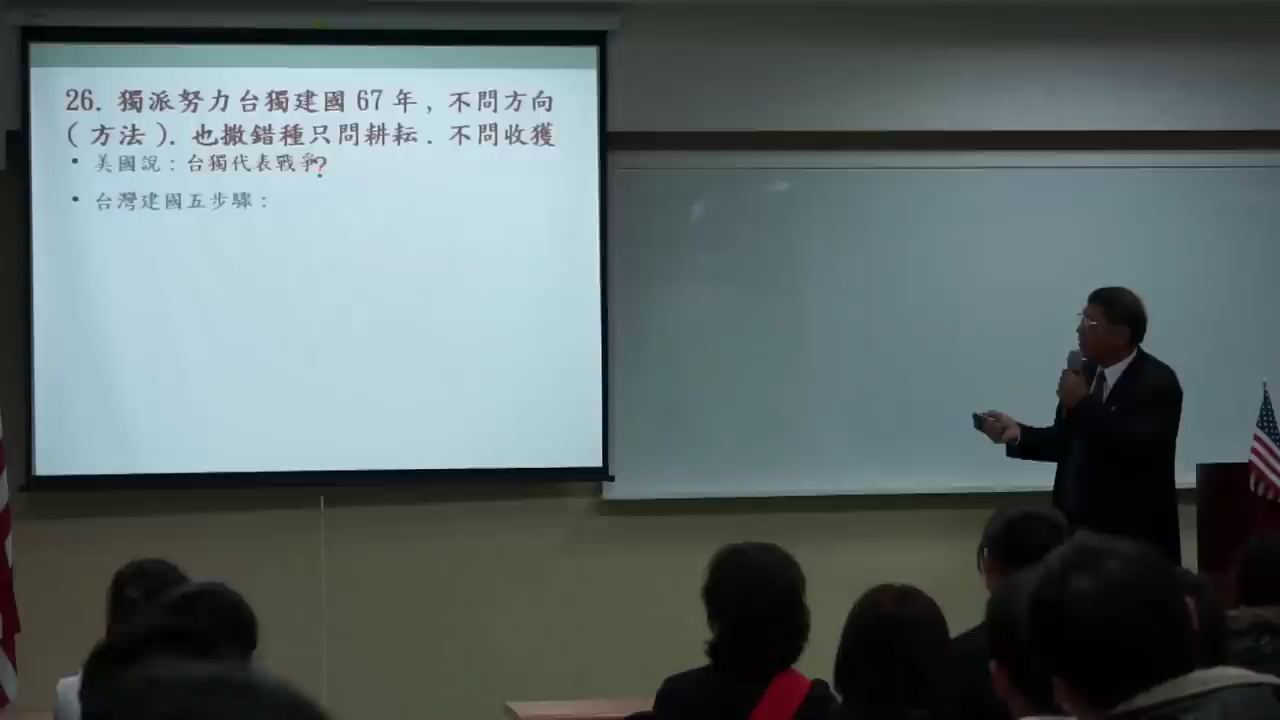 26. 獨派努力台獨建國 67 年 , 不問方向
( 方法 ). 也撒錯種只問耕耘 . 不問收獲
• 美國說 : 台獨代表戰爭?
• 台灣建國五步驟 :